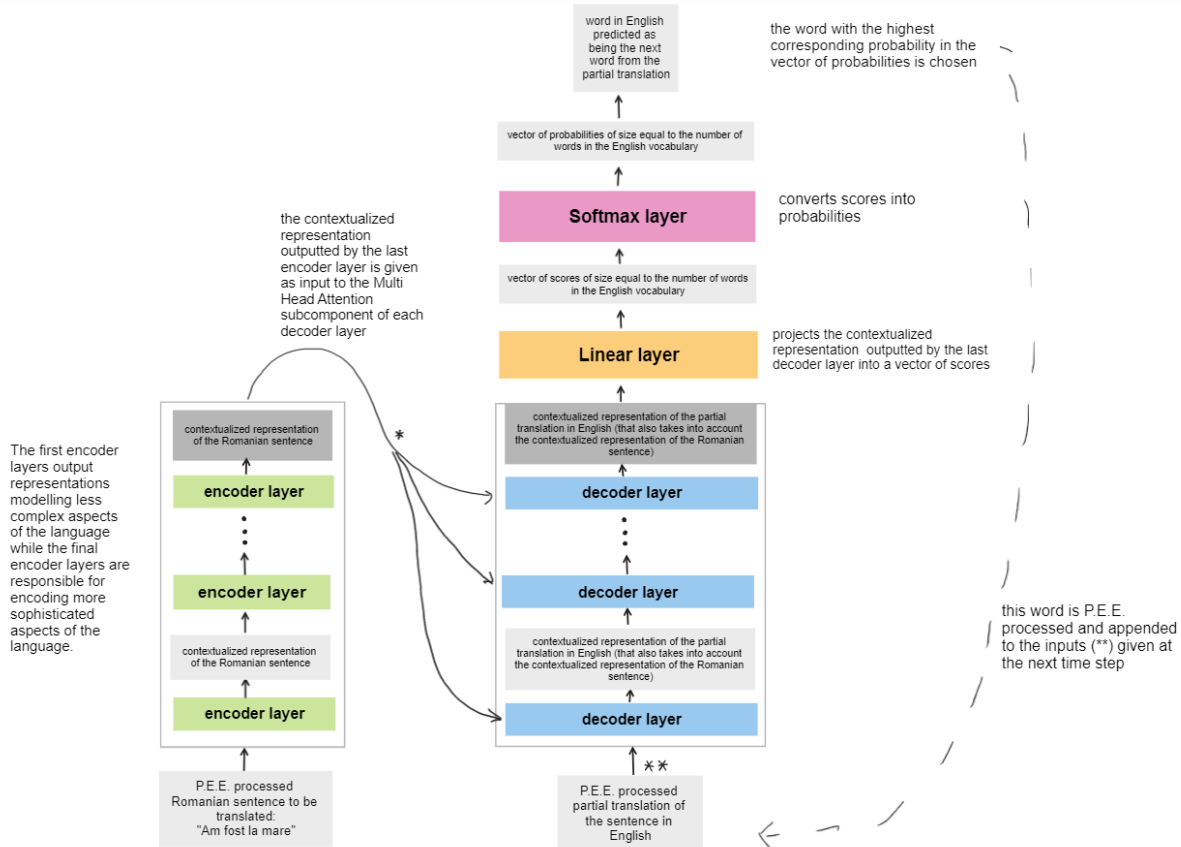 word in English
predicted as
being the next
word from the
partial translation
the word with the highest
corresponding probability in the
vector of probabilities is chosen
vector of probabilities of size equal to the number of
words in the English vocabulary
Softmax layer
converts scores into
probabilities
the contextualized
representation
outputted by the last
encoder layer is given
as input to the Multi
Head Attention
subcomponent of each
decoder layer
vector of scores of size equal to the number of words
in the English vocabulary
Linear layer
projects the contextualized
representation outputted by the last
decoder layer into a vector of scores
The first encoder
layers output
representations
modelling less
complex aspects
of the language
while the final
encoder layers are
responsible for
encoding more
sophisticated
aspects of the
language.
contextualized representation
of the Romanian sentence
encoder layer
encoder layer
contextualized representation
of the Romanian sentence
encoder layer
P.E.E. processed
Romanian sentence to be
translated:
"Am fost la mare"
*
contextualized representation of the partial
translation in English (that also takes into account
the contextualized representation of the Romanian
sentence)
decoder layer
decoder layer
contextualized representation of the partial
translation in English (that also takes into account
the contextualized representation of the Romanian
sentence)
decoder layer
**
P.E.E. processed
partial translation of
the sentence in
English
this word is P.E.E.
processed and appended
to the inputs (**) given at
the next time step